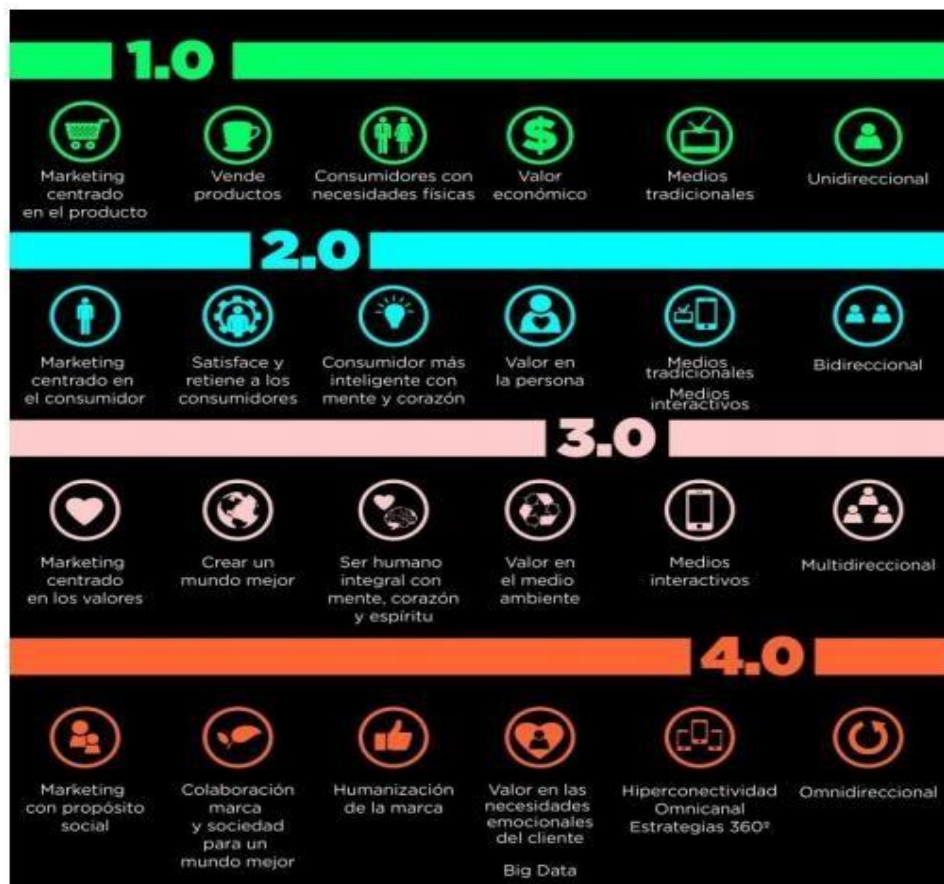 1.0
Marketing
centrado
en el producto
Vende
productos
Consumidores con
necesidades físicas
$
Valor
económico
Medios
tradicionales
Unidireccional
2.0
Marketing
centrado en
el consumidor
Satisface y
retiene a los
consumidores
Consumidor más
inteligente con
mente y corazón
Valor en
la persona
Medios
tradicionales
Medios
interactivos
Bidireccional
3.0
Marketing
centrado
en los valores
Crear un
mundo mejor
Ser humano
integral con
mente, corazón
y espíritu
Valor en
el medio
ambiente
Medios
interactivos
Multidireccional
4.0
Marketing
con propósito
social
Colaboración
marca
y sociedad
para un
mundo mejor
Humanización
de la marca
Valor en las
necesidades
emocionales
del cliente
Big Data
Hiperconectividad
Omnicanal
Estrategias 360º
Omnidireccional